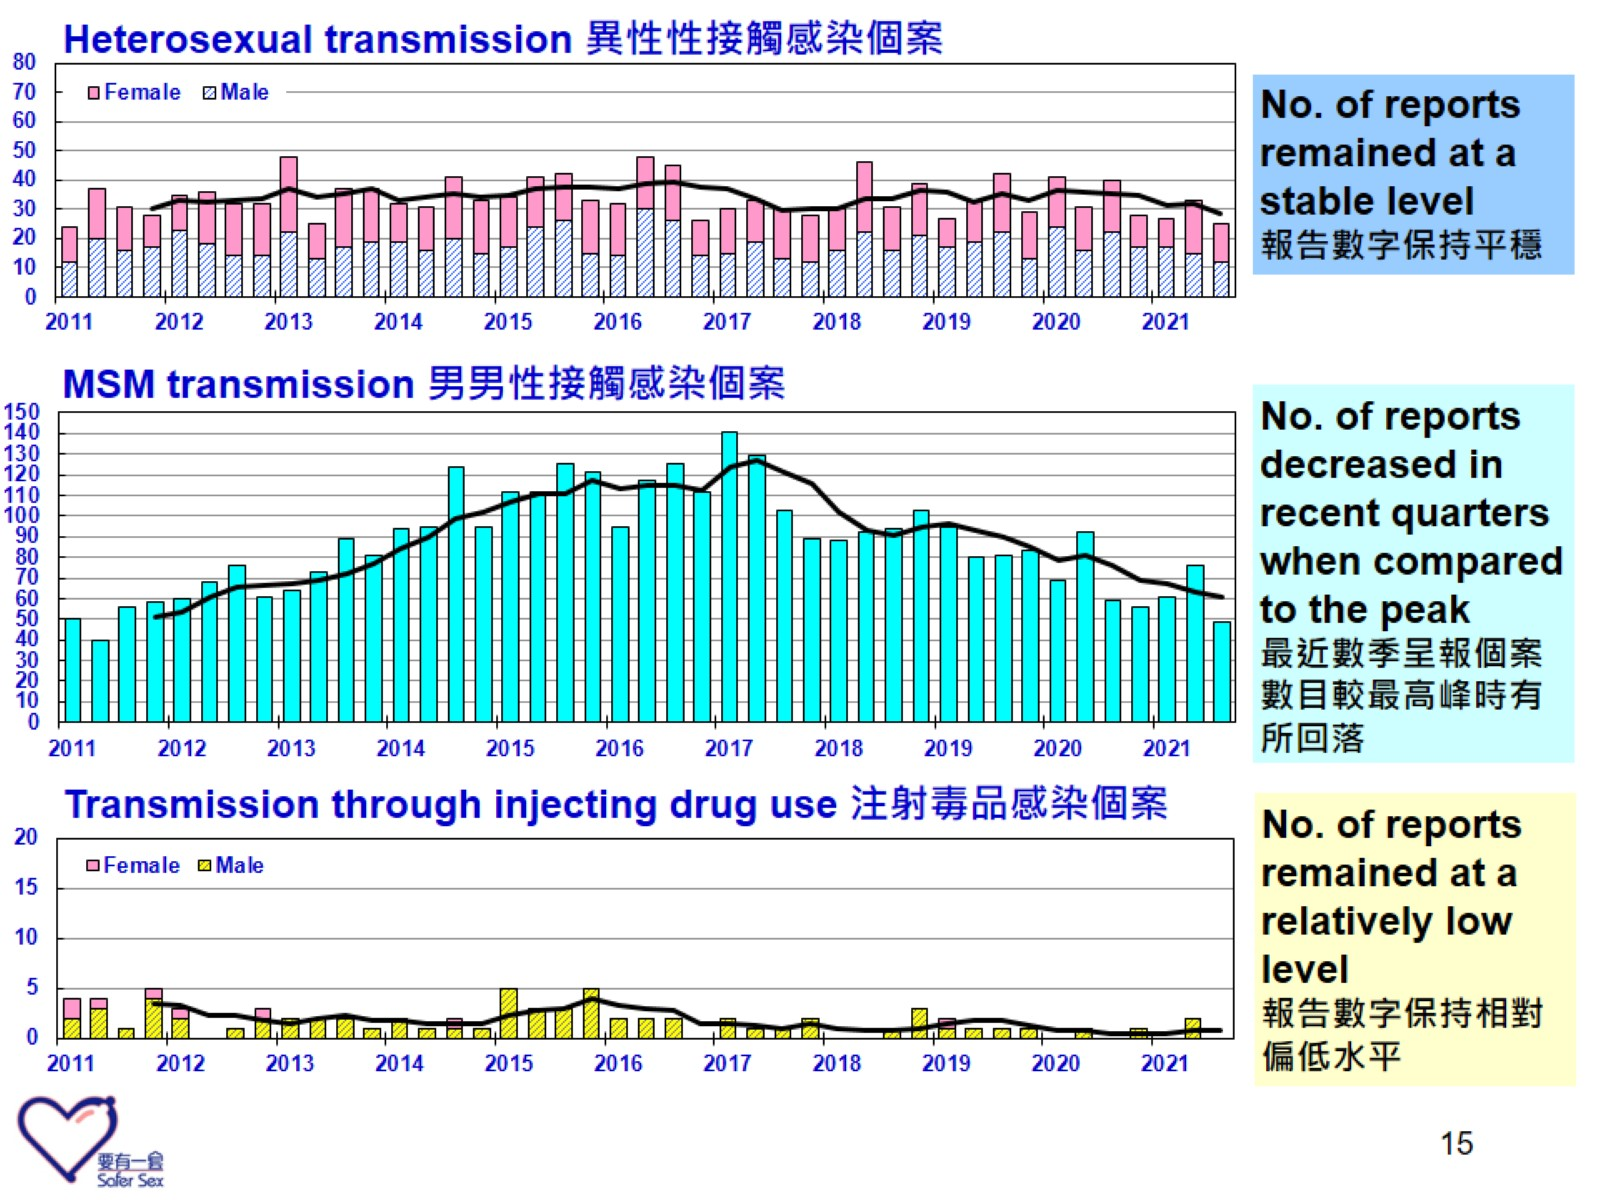 Heterosexual transmission 異性性接觸感染個案
80
70
60
50
40
30
20
10
0
Female Male
2011 2012 2013 2014 2015 2016 2017 2018 2019 2020 2021
No. of reports
remained at a
stable level
報告數字保持平穩
MSM transmission 男男性接觸感染個案
150
140
130
120
110
100
90
80
70
60
50
40
30
20
10
0
2011 2012 2013 2014 2015 2016 2017 2018 2019 2020 2021
No. of reports
decreased in
recent quarters
when compared
to the peak
最近數季呈報個案
數目較最高峰時有
所回落
Transmission through injecting drug use 注射毒品感染個案
20
15
10
5
0
Female Male
2011 2012 2013 2014 2015 2016 2017 2018 2019 2020 2021
No. of reports
remained at a
relatively low
level
報告數字保持相對
偏低水平
要有一套
Safer Sex
15